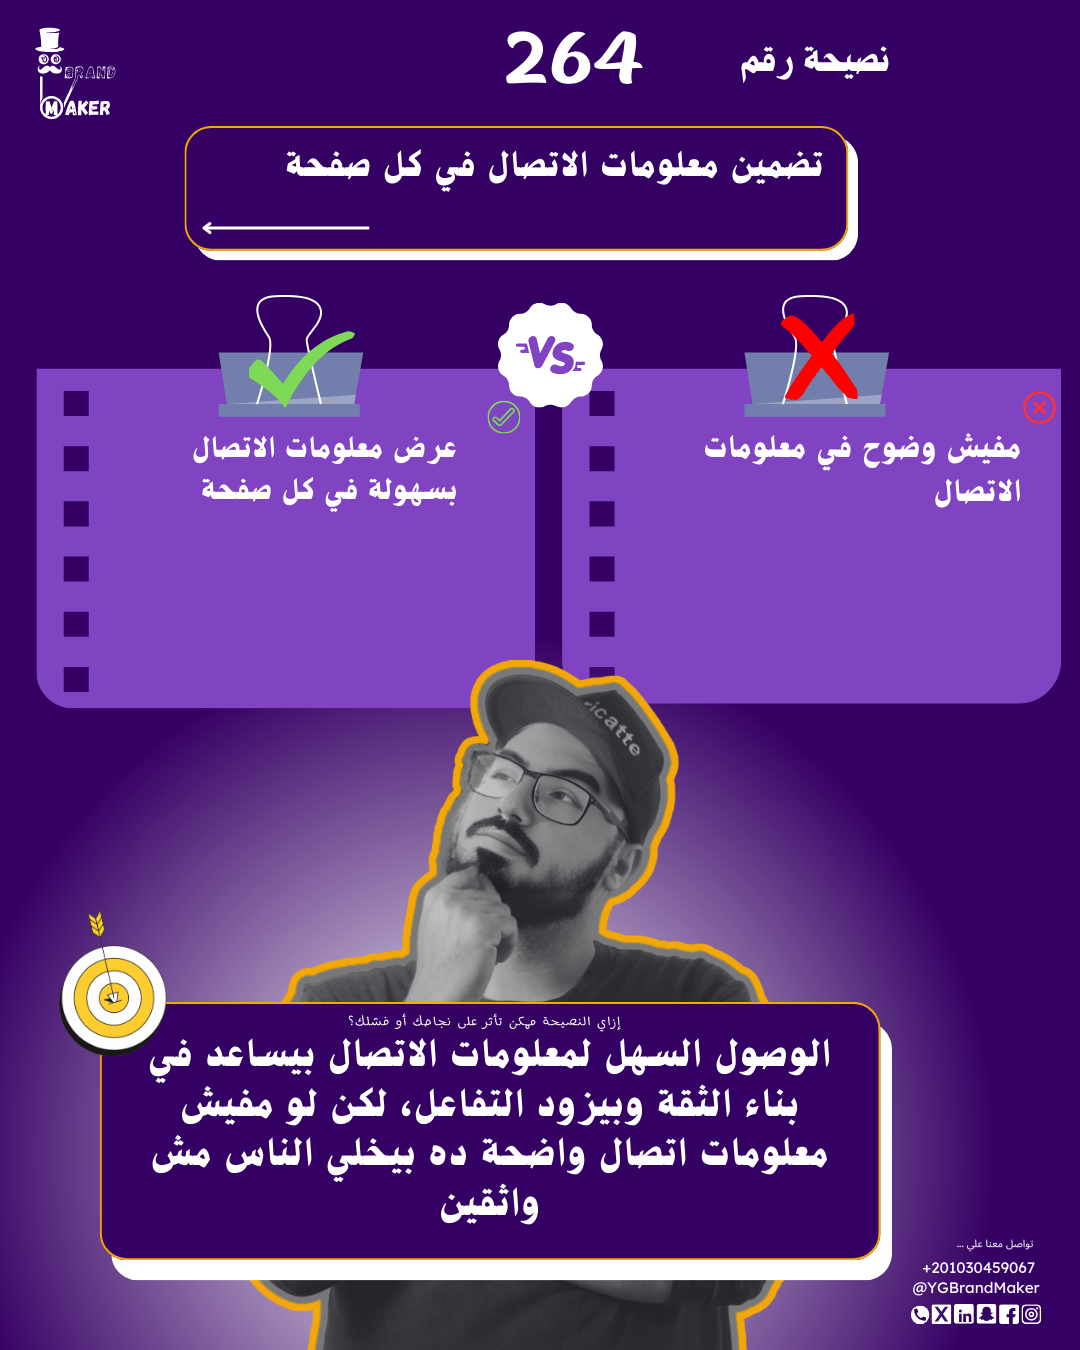 BRAND
MAKER
نصيحة رقم 264
تضمين معلومات الاتصال في كل صفحة
VS
مفيش وضوح في معلومات
الاتصال
عرض معلومات الاتصال
بسهولة في كل صفحة
icatte
إزاي النصيحة ممكن تأثر على نجاحك أو فشلك؟
الوصول السهل لمعلومات الاتصال بيساعد في
بناء الثقة وبيزود التفاعل، لكن لو مفيش
معلومات اتصال واضحة ده بيخلي الناس مش
واثقين
تواصل معنا علي ...
+201030459067
@YGBrandMaker